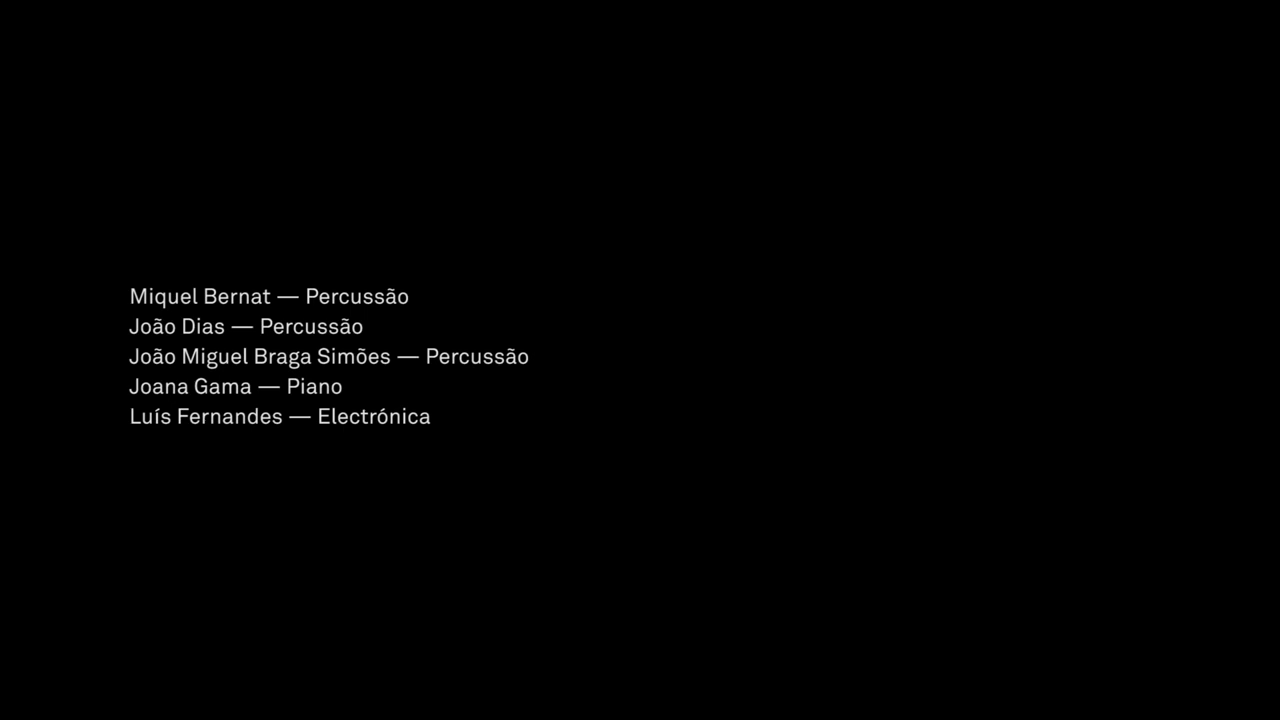 Miquel Bernat — Percussão
João Dias — Percussão
João Miguel Braga Simões — Percussão
Joana Gama — Piano
Luís Fernandes — Electrónica